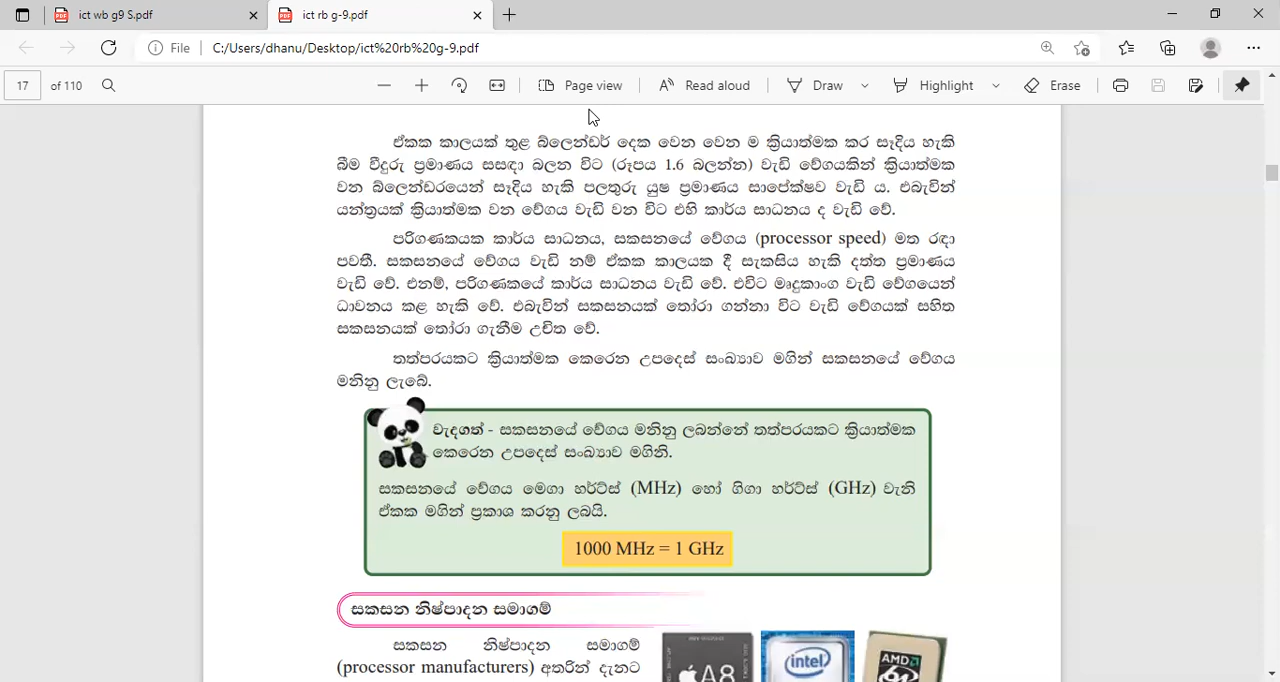 ict wb g9 S.pdf
ict rb g-9.pdf
File
C:/Users/dhanu/Desktop/ict%20rb%20g-9.pdf
17 of 110
Page view
Read aloud
Draw
Highlight
Erase
ඒකක කාලයක් තුළ බ්ලෙන්ඩර් දෙක වෙන වෙන ම ක්‍රියාත්මක කර සෑදිය හැකි
බීම වීදුරු ප්‍රමාණය සසඳා බලන විට (රූපය 1.6 බලන්න) වැඩි වේගයකින් ක්‍රියාත්මක
වන බ්ලෙන්ඩරයෙන් සෑදිය හැකි පලතුරු යුෂ ප්‍රමාණය සාපේක්ෂව වැඩි ය. එබැවින්
යන්ත්‍රයක් ක්‍රියාත්මක වන වේගය වැඩි වන විට එහි කාර්ය සාධනය ද වැඩි වේ.
පරිගණකයක කාර්ය සාධනය, සකසනයේ වේගය (processor speed) මත රඳා
පවතී. සකසනයේ වේගය වැඩි නම් ඒකක කාලයක දී සැකසිය හැකි දත්ත ප්‍රමාණය
වැඩි වේ. එනම්, පරිගණකයේ කාර්ය සාධනය වැඩි වේ. එවිට මෘදුකාංග වැඩි වේගයෙන්
ධාවනය කළ හැකි වේ. එබැවින් සකසනයක් තෝරා ගන්නා විට වැඩි වේගයක් සහිත
සකසනයක් තෝරා ගැනීම උචිත වේ.
තත්පරයකට ක්‍රියාත්මක කෙරෙන උපදෙස් සංඛ්‍යාව මගින් සකසනයේ වේගය
මනිනු ලැබේ.
වැදගත් - සකසනයේ වේගය මනිනු ලබන්නේ තත්පරයකට ක්‍රියාත්මක
කෙරෙන උපදෙස් සංඛ්‍යාව මගිනි.
සකසනයේ වේගය මෙගා හර්ට්ස් (MHz) හෝ ගිගා හර්ට්ස් (GHz) වැනි
ඒකක මගින් ප්‍රකාශ කරනු ලබයි.
1000 MHz = 1 GHz
සකසන නිෂ්පාදන සමාගම්
සකසන නිෂ්පාදන සමාගම්
(processor manufacturers) අතරින් දැනට
A8
intel
AMD